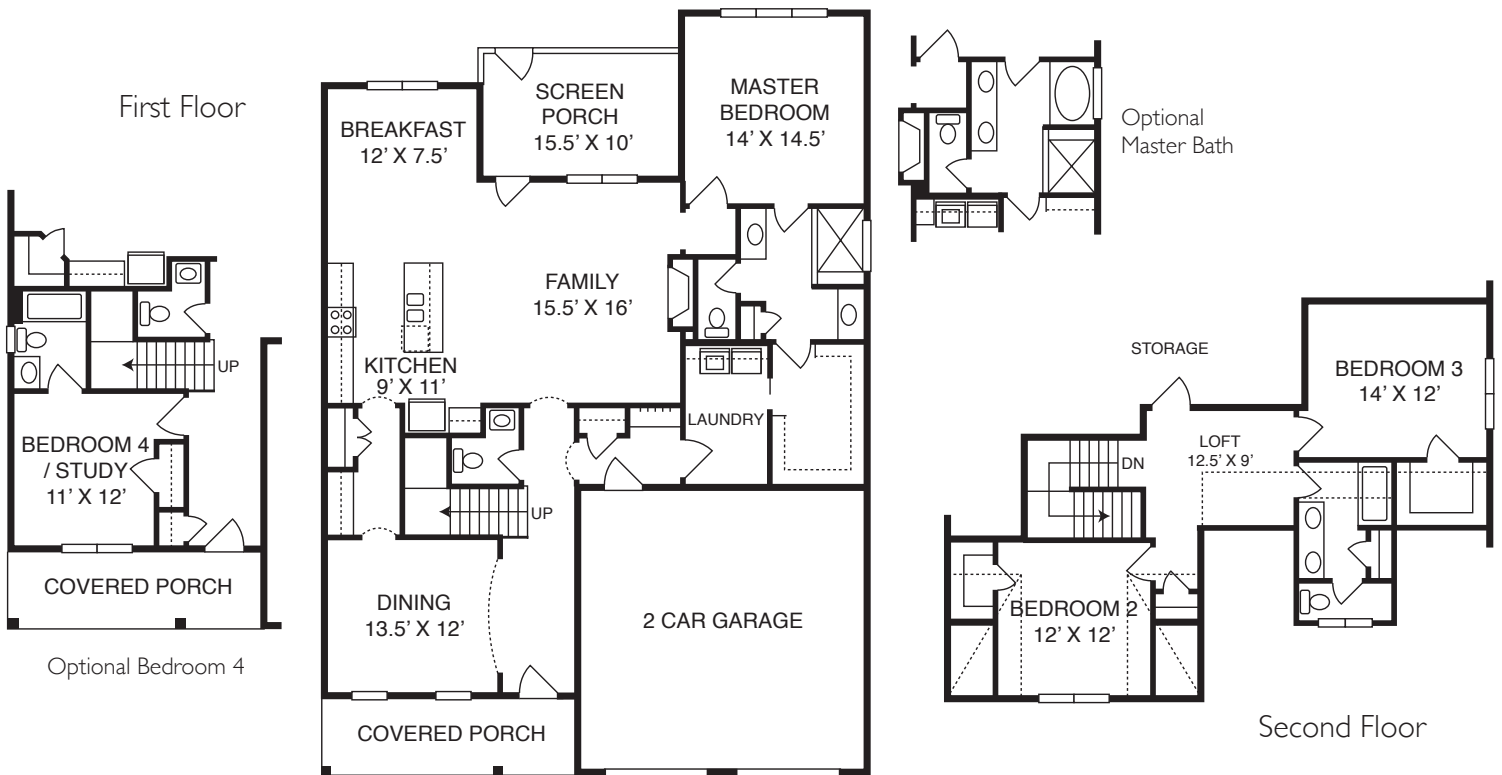 First Floor
BREAKFAST
12’ X 7.5’
SCREEN
PORCH
15.5’ X 10’
MASTER
BEDROOM
14’ X 14.5’
FAMILY
15.5’ X 16’
KITCHEN
9’ X 11’
LAUNDRY
UP
DINING
13.5’ X 12’
2 CAR GARAGE
COVERED PORCH
UP
BEDROOM 4
/ STUDY
11’ X 12’
COVERED PORCH
Optional Bedroom 4
Optional
Master Bath
STORAGE
BEDROOM 3
14’ X 12’
LOFT
12.5’ X 9’
DN
BEDROOM 2
12’ X 12’
Second Floor